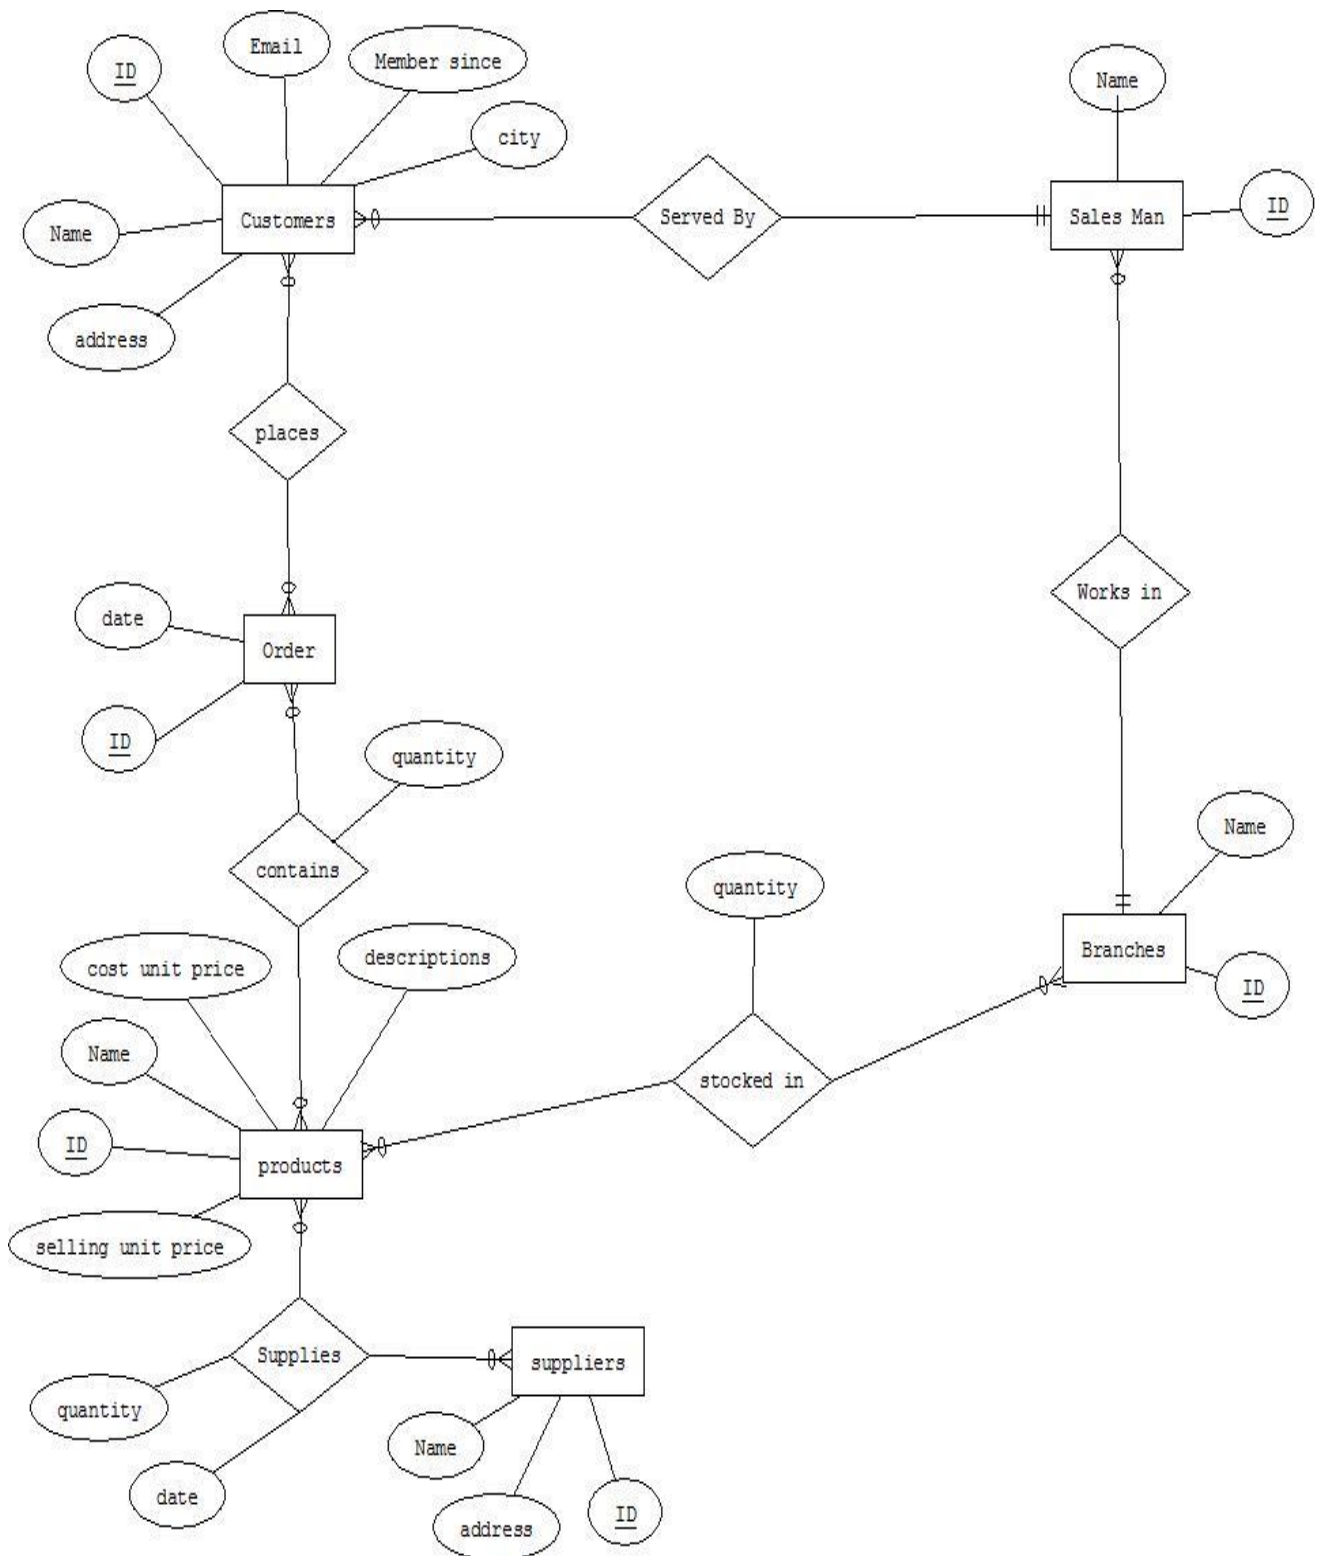 Email
ID
Member since
Name
city
Customers
Served By
Sales Man
ID
Name
address
places
date
Order
ID
quantity
Works in
Name
contains
quantity
Branches
cost unit price
descriptions
ID
Name
stocked in
ID
products
selling unit price
Supplies
suppliers
quantity
Name
date
address
ID